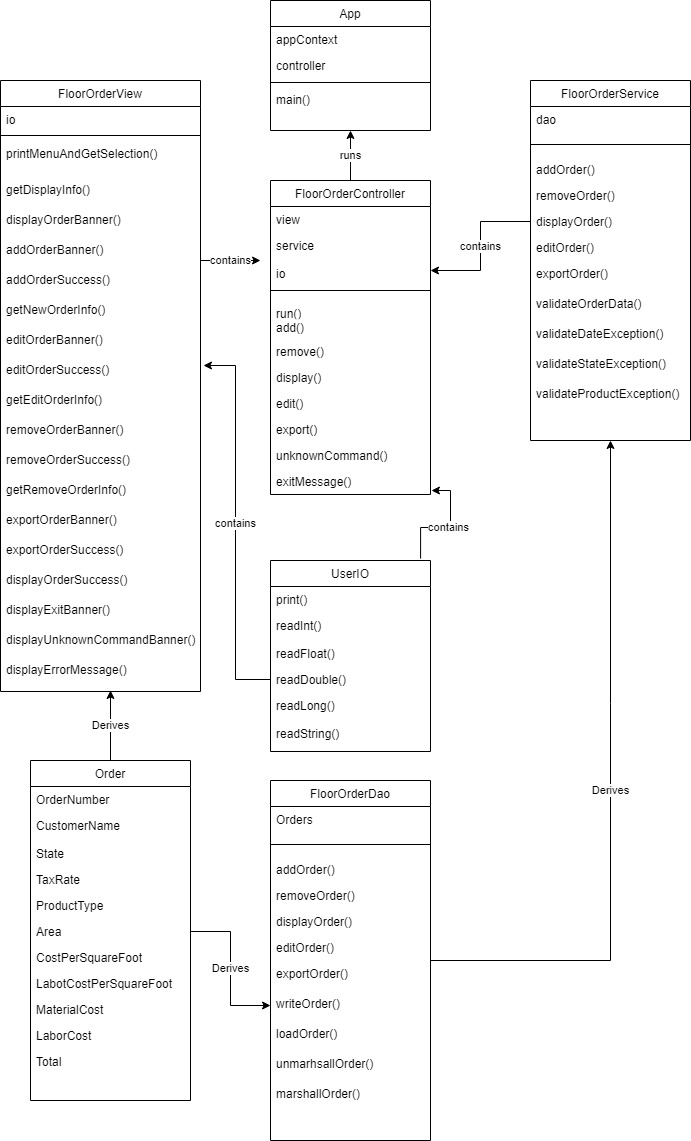 App
appContext
controller
main()
runs
FloorOrderView
io
printMenuAndGetSelection()
getDisplayInfo()
displayOrderBanner()
addOrderBanner()
addOrderSuccess()
getNewOrderInfo()
editOrderBanner()
editOrderSuccess()
getEditOrderInfo()
removeOrderBanner()
removeOrderSuccess()
getRemoveOrderInfo()
exportOrderBanner()
exportOrderSuccess()
displayOrderSuccess()
displayExitBanner()
displayUnknownCommandBanner()
displayErrorMessage()
contains
FloorOrderController
view
service
io
run()
add()
remove()
display()
edit()
export()
unknownCommand()
exitMessage()
contains
FloorOrderService
dao
addOrder()
removeOrder()
displayOrder()
editOrder()
exportOrder()
validateOrderData()
validateDateException()
validateStateException()
validateProductException()
contains
contains
UserIO
print()
readInt()
readFloat()
readDouble()
readLong()
readString()
Derives
Order
OrderNumber
CustomerName
State
TaxRate
ProductType
Area
CostPerSquareFoot
LabotCostPerSquareFoot
MaterialCost
LaborCost
Total
Derives
FloorOrderDao
Orders
addOrder()
removeOrder()
displayOrder()
editOrder()
exportOrder()
writeOrder()
loadOrder()
unmarhsallOrder()
marshallOrder()
Derives